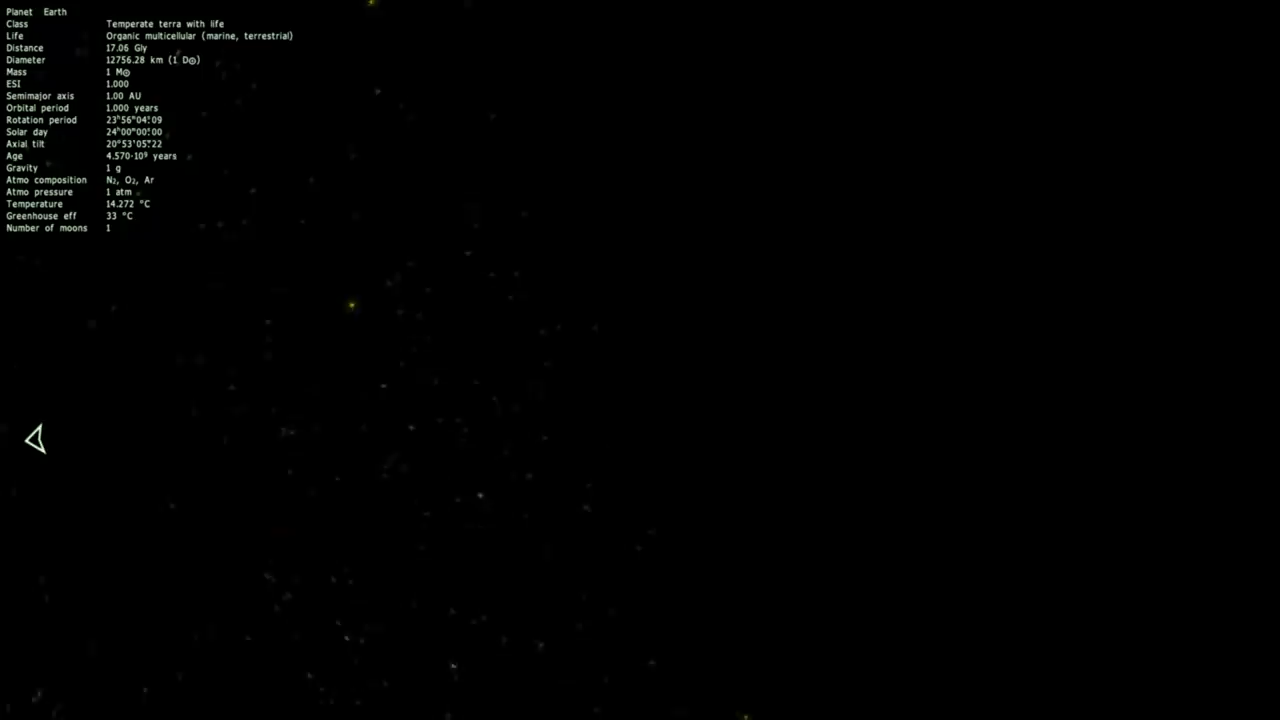 Planet Earth
Class Temperate terra with life
Life Organic multicellular (marine, terrestrial)
Distance 17.06 Gly
Diameter 12756.28 km (1 D⊙)
Mass 1 M⊙
ESI 1.000
Semimajor axis 1.00 AU
Orbital period 1.000 years
Rotation period 23ʰ56ᵐ04ˢ.09
Solar day 24ʰ00ᵐ00ˢ.00
Axial tilt 20°53'05".22
Age 4.570·10⁹ years
Gravity 1 g
Atmo composition N₂, O₂, Ar
Atmo pressure 1 atm
Temperature 14.272 °C
Greenhouse eff 33 °C
Number of moons 1